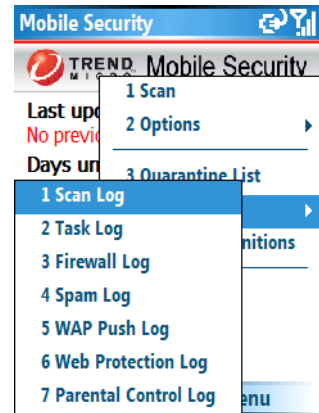 Mobile Security
TREND MICRO Mobile Security
Last upd
No previo
Days un
1 Scan
2 Options
3 Quarantine List
nitions
1 Scan Log
2 Task Log
3 Firewall Log
4 Spam Log
5 WAP Push Log
6 Web Protection Log
7 Parental Control Log
enu